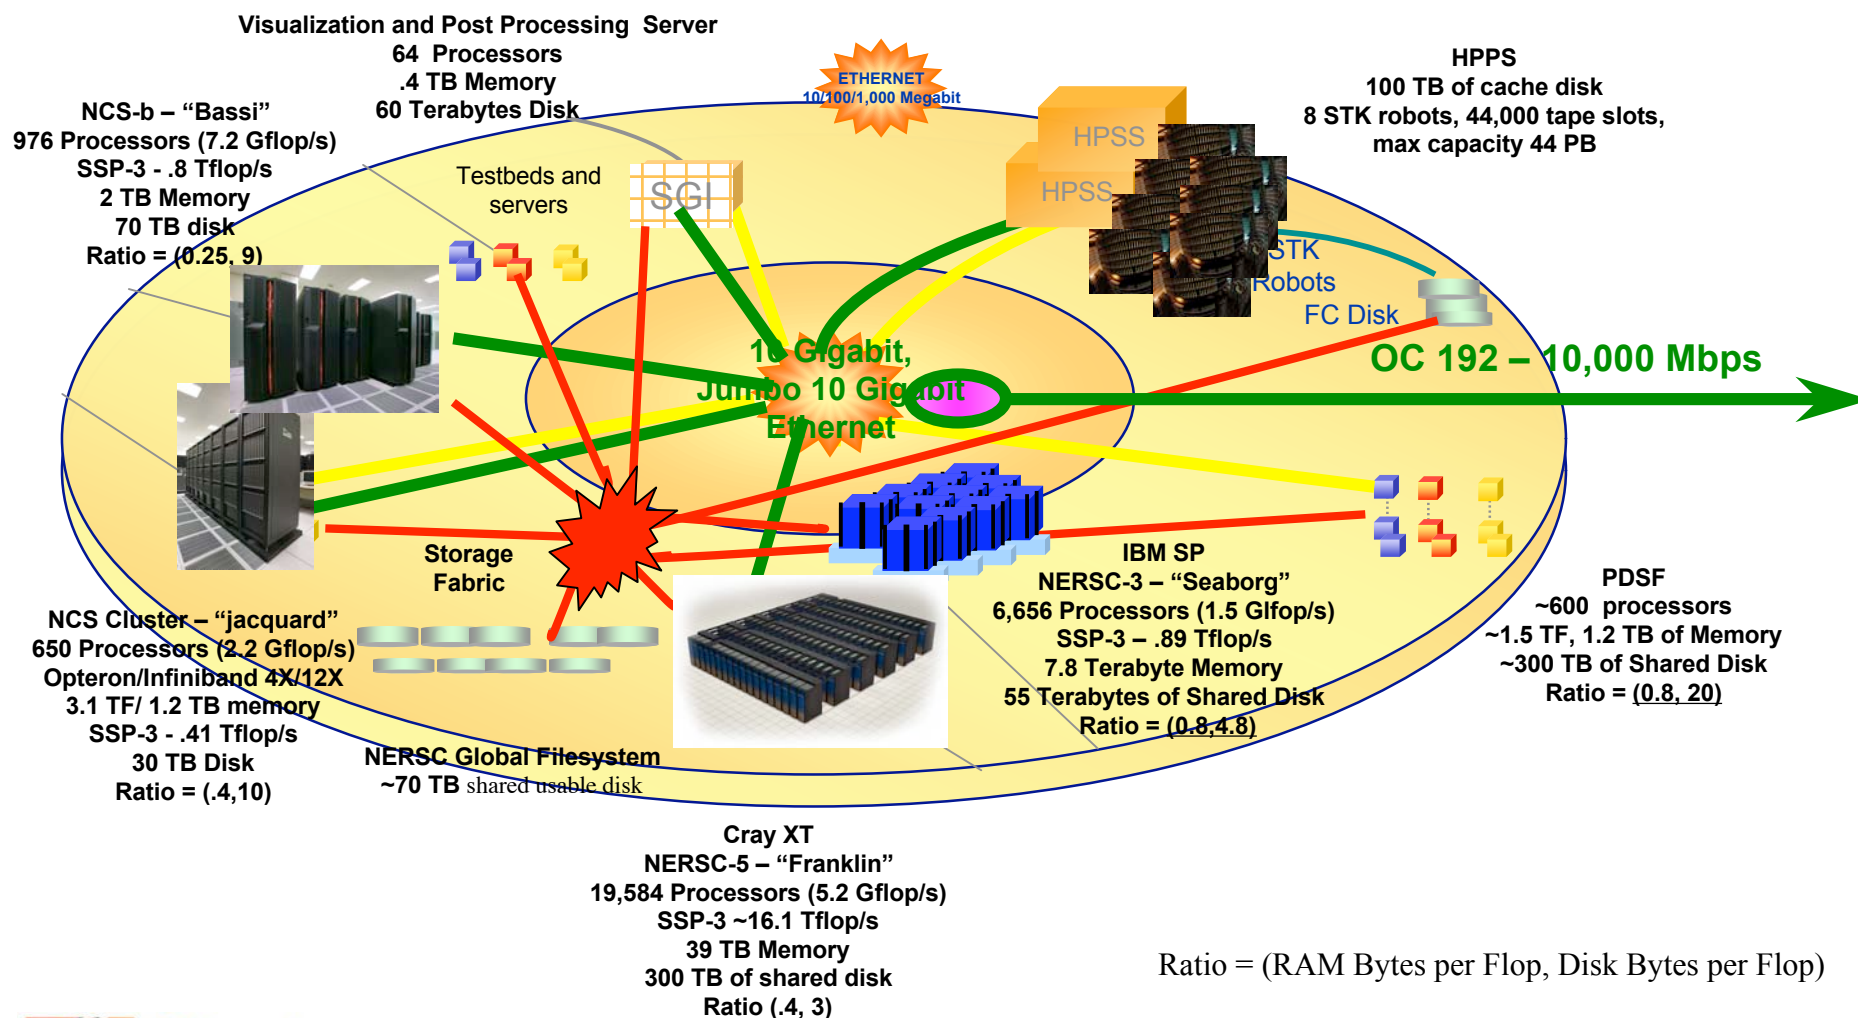 Visualization and Post Processing Server
64 Processors
.4 TB Memory
60 Terabytes Disk
ETHERNET
10/100/1,000 Megabit
HPPS
100 TB of cache disk
8 STK robots, 44,000 tape slots,
max capacity 44 PB
NCS-b – “Bassi”
976 Processors (7.2 Gflop/s)
SSP-3 - .8 Tflop/s
2 TB Memory
70 TB disk
Ratio = (0.25, 9)
Testbeds and
servers
SGI
HPSS
HPSS
STK
Robots
FC Disk
10 Gigabit,
Jumbo 10 Gigabit
Ethernet
OC 192 – 10,000 Mbps
Storage
Fabric
IBM SP
NERSC-3 – “Seaborg”
6,656 Processors (1.5 Glfop/s)
SSP-3 – .89 Tflop/s
7.8 Terabyte Memory
55 Terabytes of Shared Disk
Ratio = (0.8,4.8)
PDSF
~600 processors
~1.5 TF, 1.2 TB of Memory
~300 TB of Shared Disk
Ratio = (0.8, 20)
NCS Cluster – “jacquard”
650 Processors (2.2 Gflop/s)
Opteron/Infiniband 4X/12X
3.1 TF/ 1.2 TB memory
SSP-3 - .41 Tflop/s
30 TB Disk
Ratio = (.4,10)
NERSC Global Filesystem
~70 TB shared usable disk
Cray XT
NERSC-5 – “Franklin”
19,584 Processors (5.2 Gflop/s)
SSP-3 ~16.1 Tflop/s
39 TB Memory
300 TB of shared disk
Ratio (.4, 3)
Ratio = (RAM Bytes per Flop, Disk Bytes per Flop)